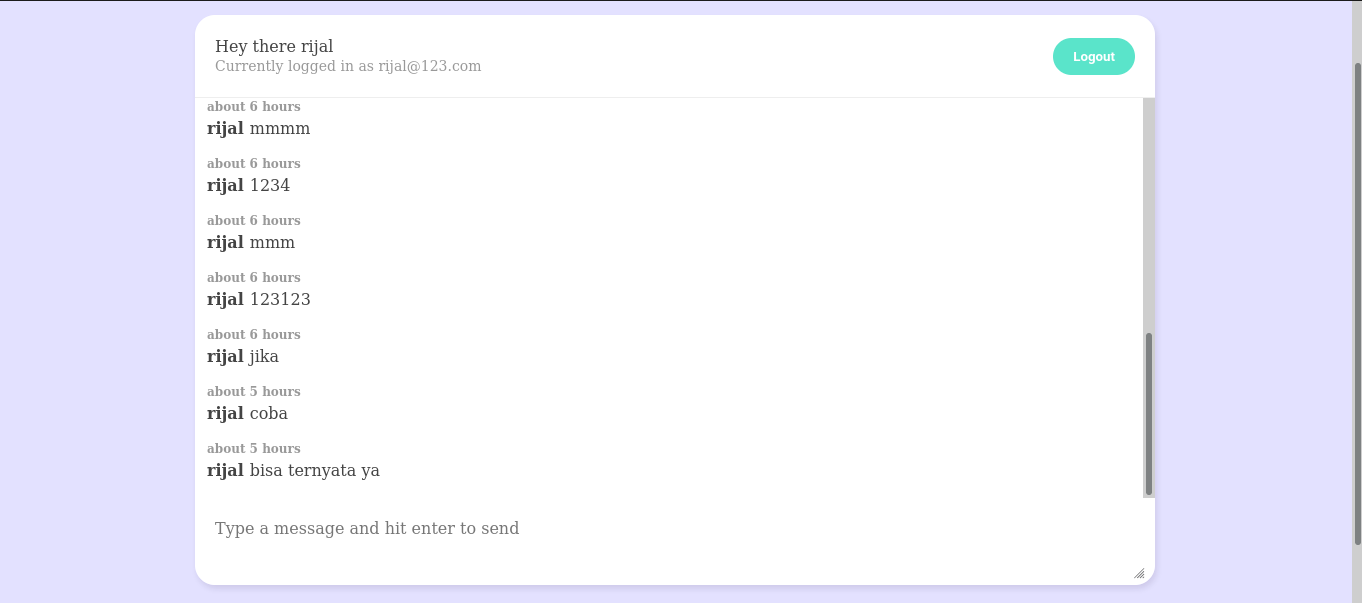 Hey there rijal
Currently logged in as rijal@123.com
Logout
about 6 hours
rijal mmmm
about 6 hours
rijal 1234
about 6 hours
rijal mmm
about 6 hours
rijal 123123
about 6 hours
rijal jika
about 5 hours
rijal coba
about 5 hours
rijal bisa ternyata ya
Type a message and hit enter to send